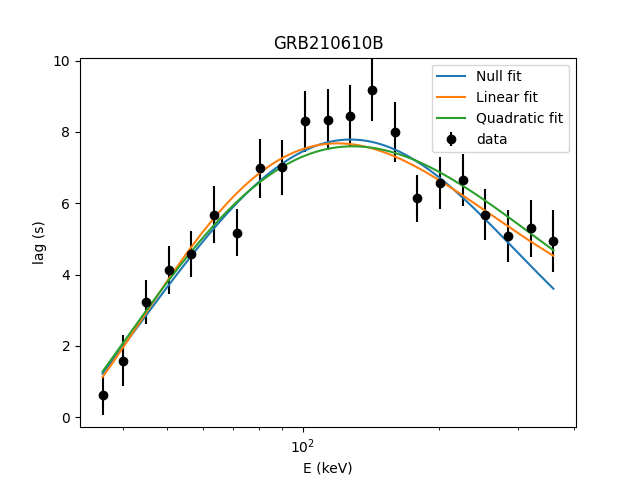 GRB210610B
10
8
6
4
2
0
lag (s)
10²
E (keV)
Null fit
Linear fit
Quadratic fit
data